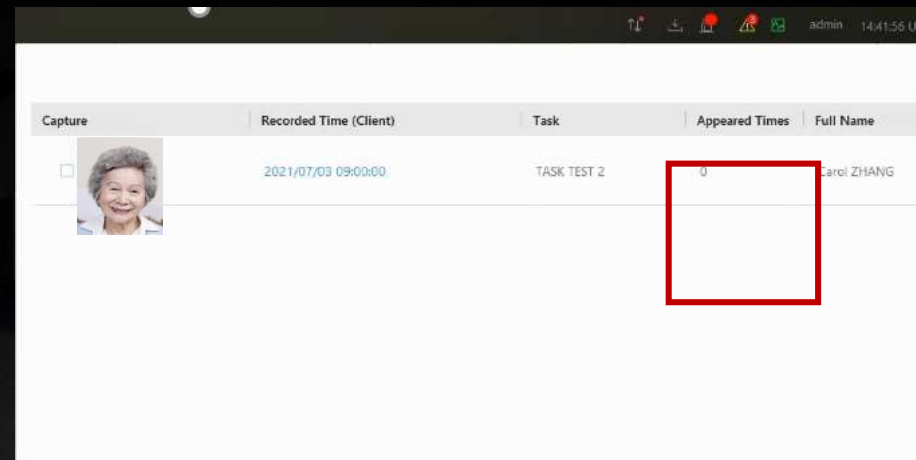 admin 14:41:56 U
Capture Recorded Time (Client) Task Appeared Times Full Name
2021/07/03 09:00:00 TASK TEST 2 0 Carol ZHANG